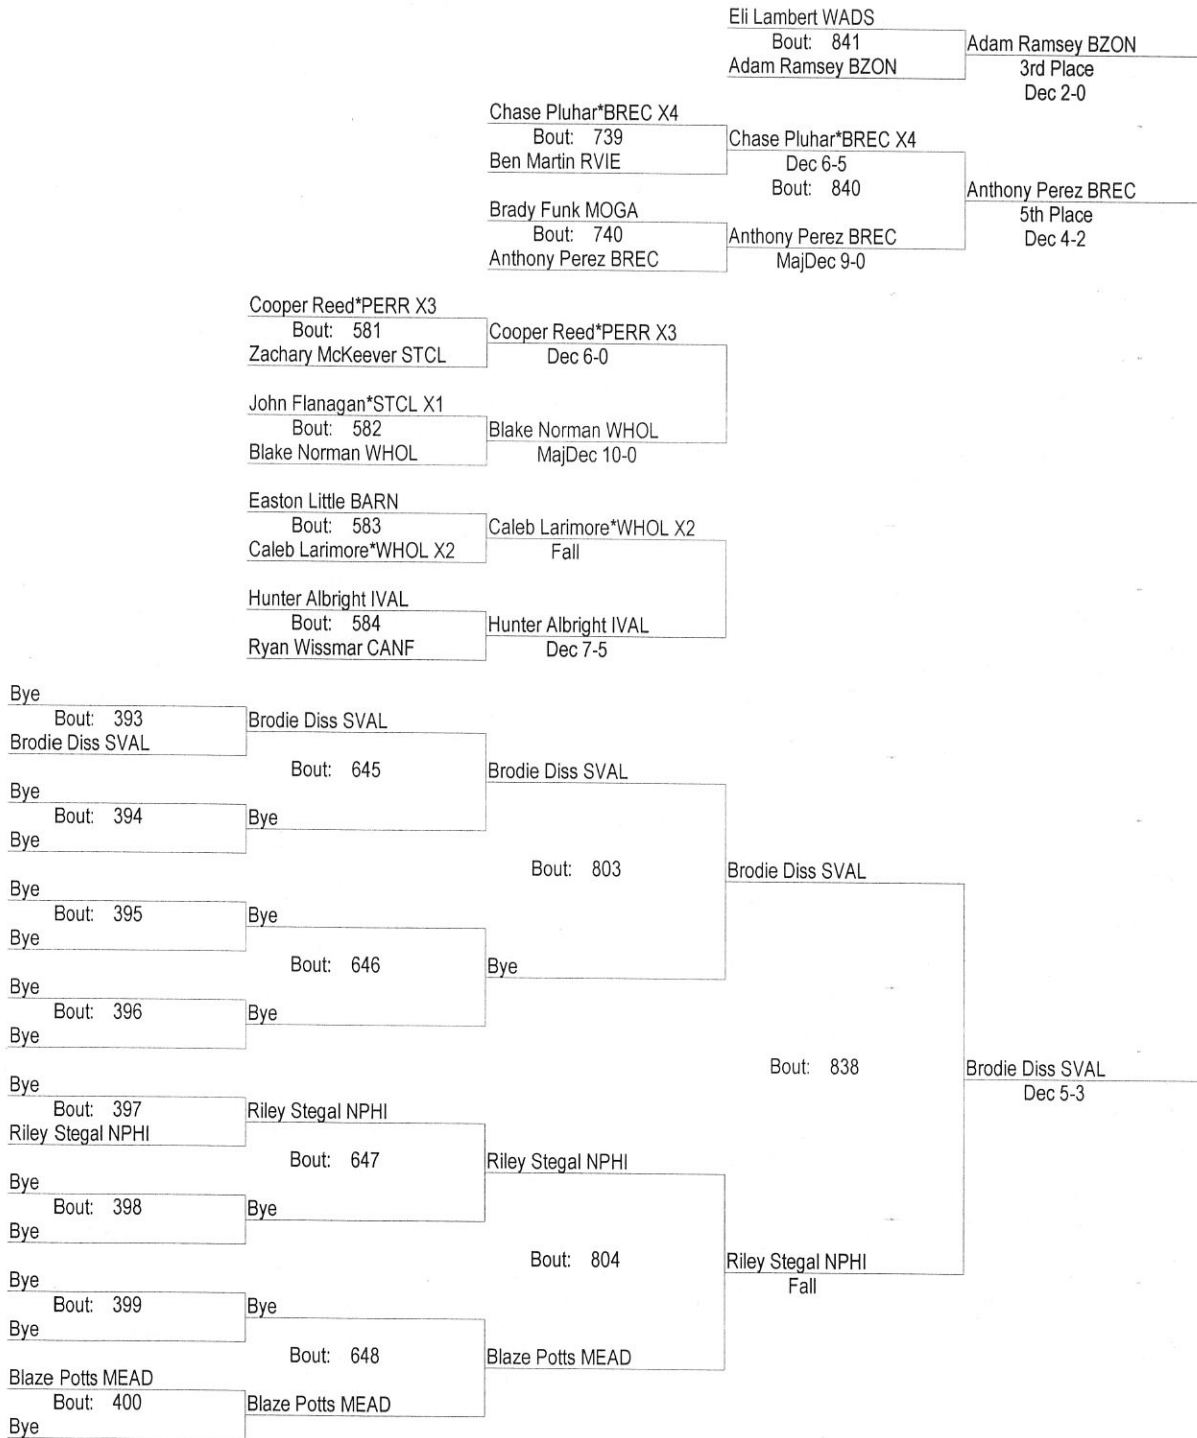 Eli Lambert WADS
Bout: 841
Adam Ramsey BZON
Adam Ramsey BZON
3rd Place
Dec 2-0
Chase Pluhar*BREC X4
Bout: 739
Ben Martin RVIE
Chase Pluhar*BREC X4
Dec 6-5
Bout: 840
Brady Funk MOGA
Bout: 740
Anthony Perez BREC
Anthony Perez BREC
MajDec 9-0
Anthony Perez BREC
5th Place
Dec 4-2
Cooper Reed*PERR X3
Bout: 581
Zachary McKeever STCL
Cooper Reed*PERR X3
Dec 6-0
John Flanagan*STCL X1
Bout: 582
Blake Norman WHOL
Blake Norman WHOL
MajDec 10-0
Easton Little BARN
Bout: 583
Caleb Larimore*WHOL X2
Caleb Larimore*WHOL X2
Fall
Hunter Albright IVAL
Bout: 584
Ryan Wissmar CANF
Hunter Albright IVAL
Dec 7-5
Bye
Bout: 393
Brodie Diss SVAL
Brodie Diss SVAL
Bout: 645
Bye
Bout: 394
Bye
Bye
Brodie Diss SVAL
Bout: 803
Bye
Bout: 395
Bye
Bye
Bout: 646
Bye
Bout: 396
Bye
Bye
Bye
Brodie Diss SVAL
Bout: 838
Brodie Diss SVAL
Dec 5-3
Bye
Bout: 397
Riley Stegal NPHI
Riley Stegal NPHI
Bout: 647
Bye
Bout: 398
Bye
Bye
Riley Stegal NPHI
Bout: 804
Riley Stegal NPHI
Fall
Bye
Bout: 399
Bye
Bye
Bout: 648
Blaze Potts MEAD
Bout: 400
Bye
Blaze Potts MEAD
Blaze Potts MEAD